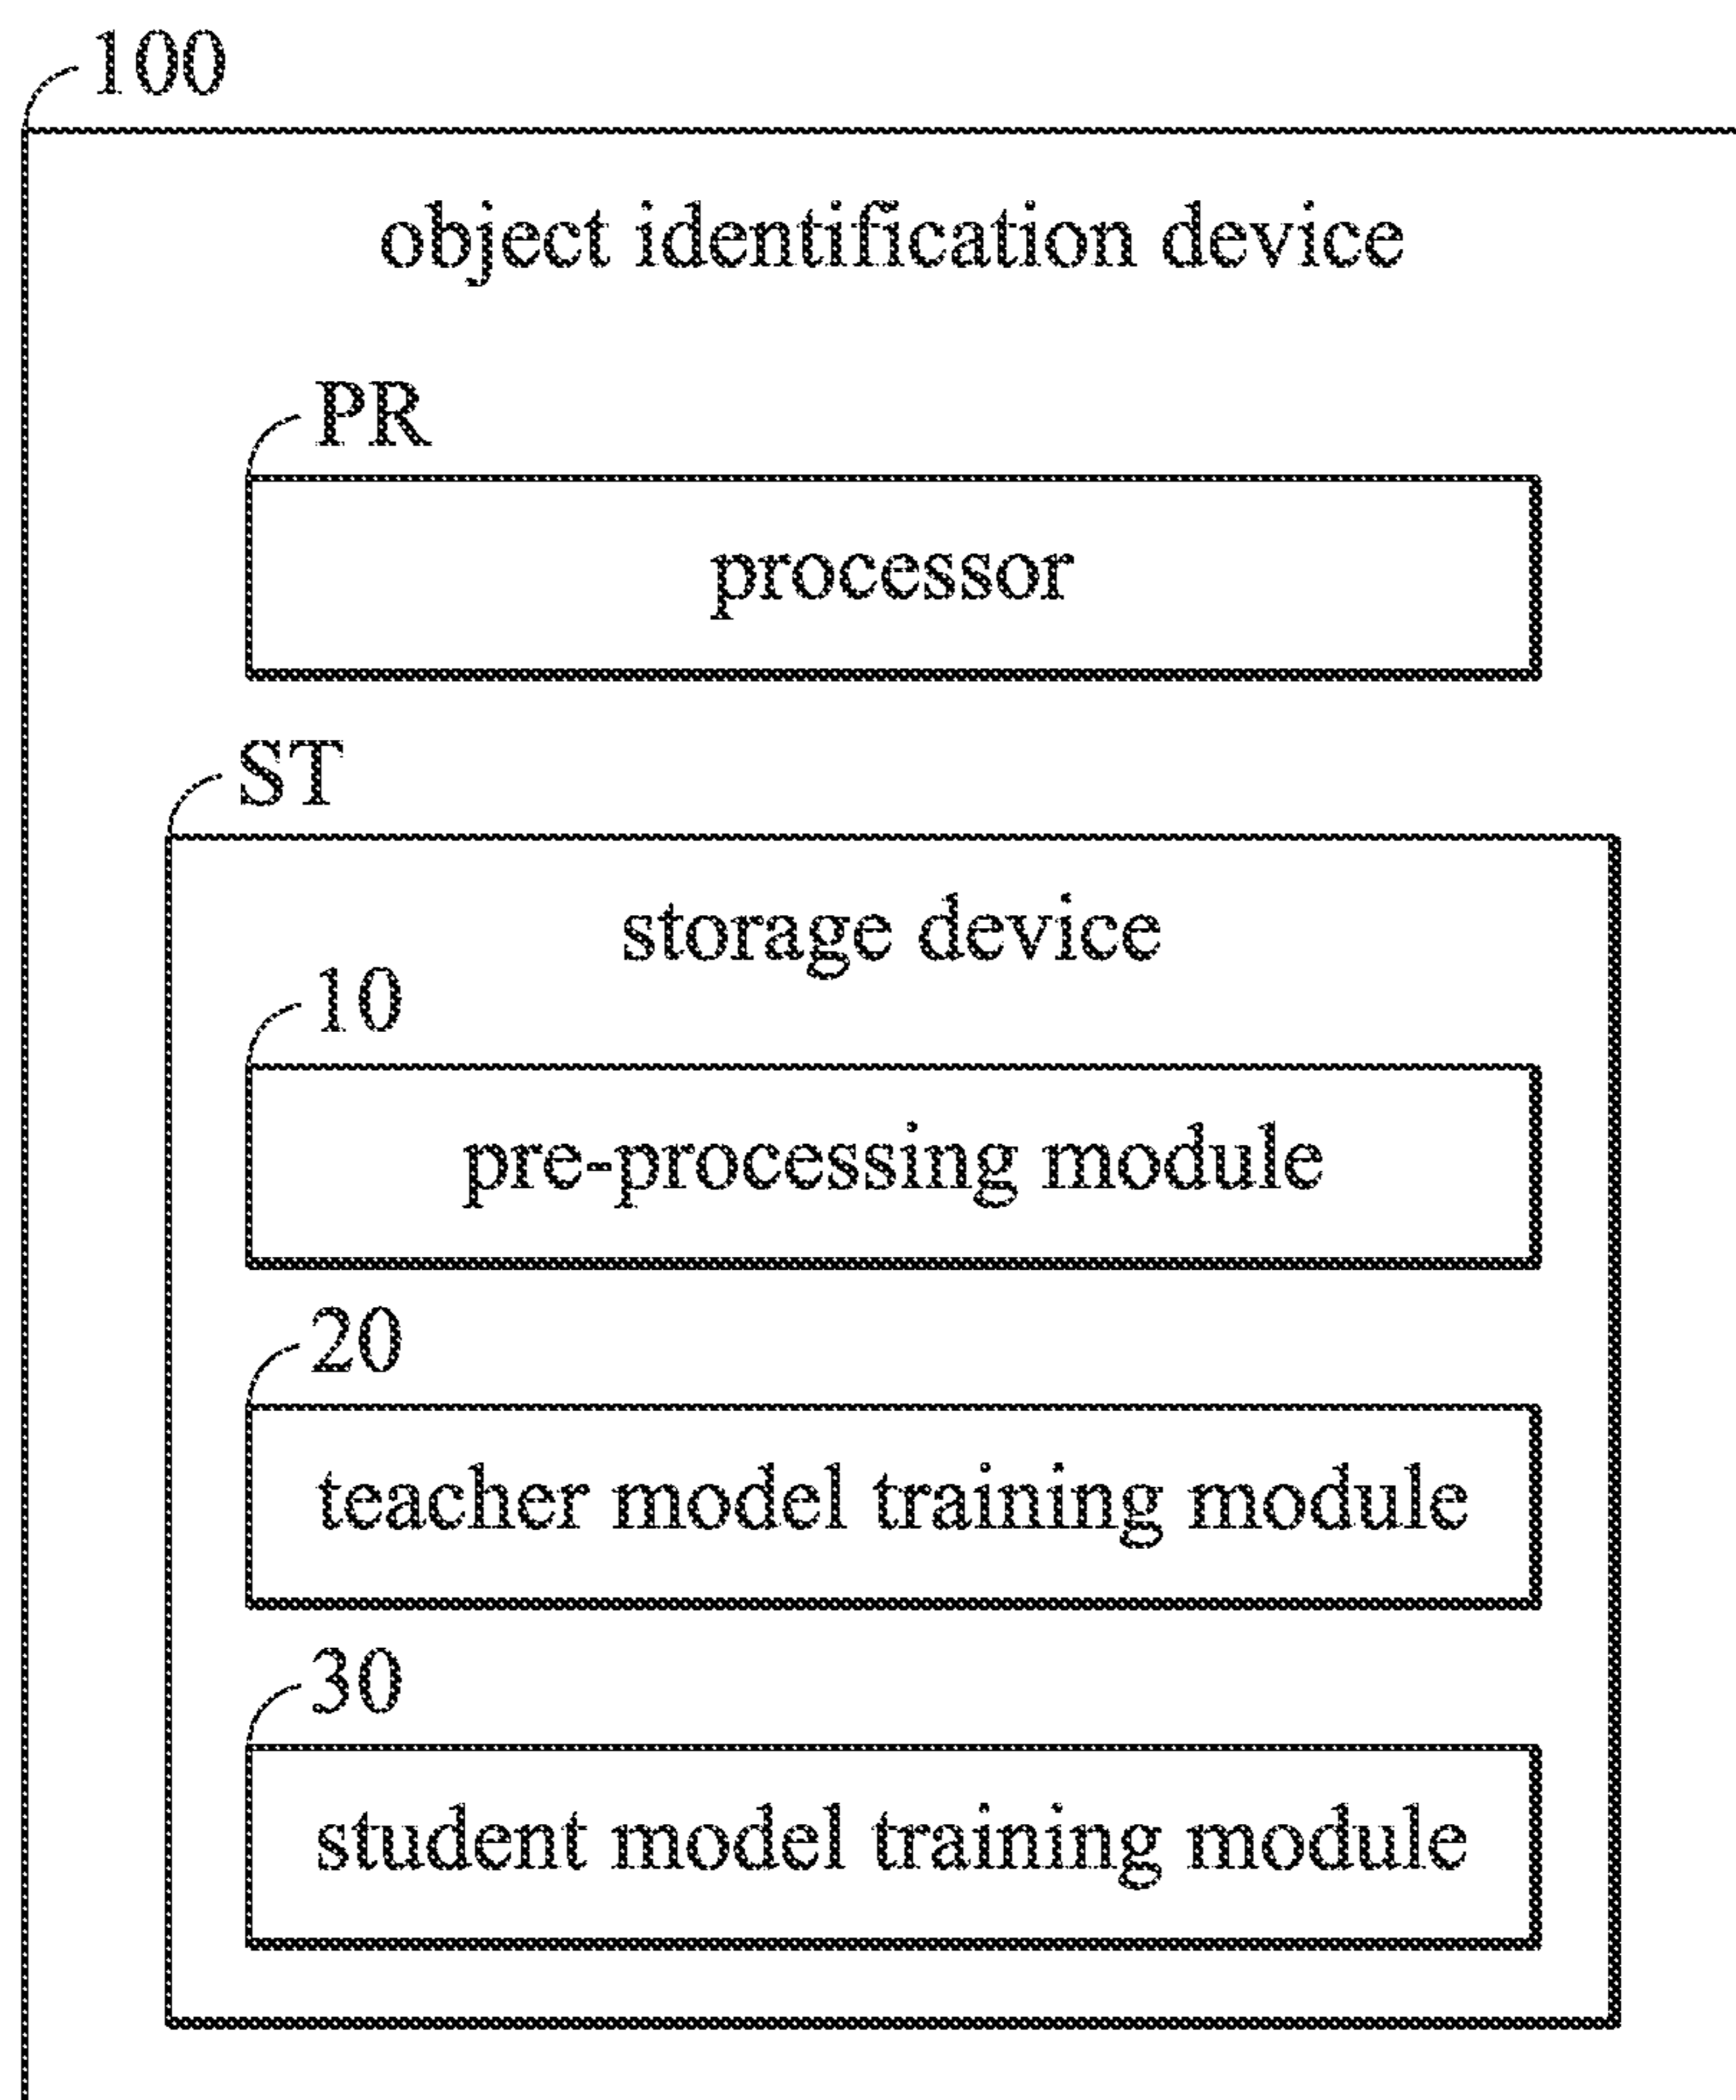 100
object identification device
PR
processor
ST
storage device
10
pre-processing module
20
teacher model training module
30
student model training module